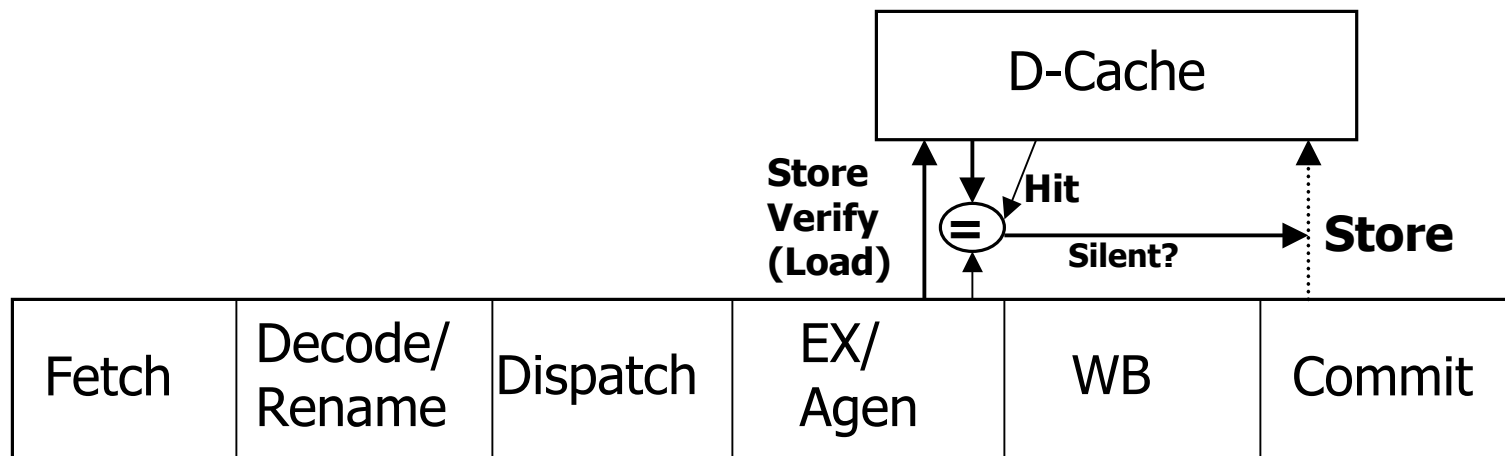 D-Cache
Store
Verify
(Load)
Hit
=
Silent?
Store
Fetch
Decode/
Rename
Dispatch
EX/
Agen
WB
Commit